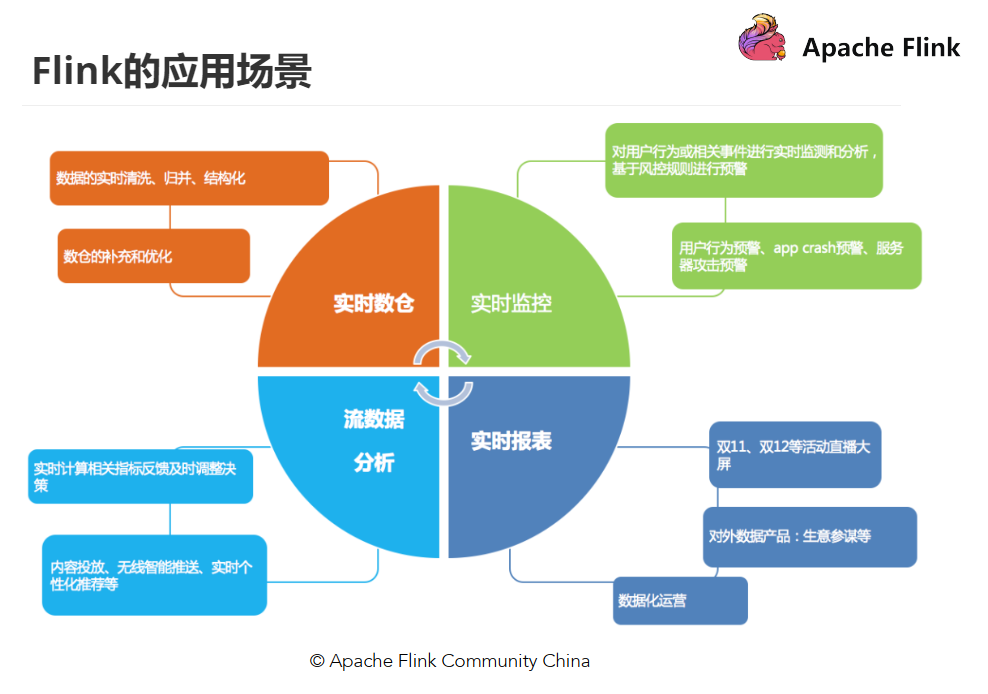 Apache Flink
Flink的应用场景
数据的实时清洗、归并、结构化
数仓的补充和优化
对用户行为或相关事件进行实时监测和分析，
基于风控规则进行预警
用户行为预警、app crash预警、服务
器攻击预警
实时数仓
实时监控
流数据
分析
实时报表
实时计算相关指标反馈及时调整决
策
内容投放、无线智能推送、实时个
性化推荐等
双11、双12等活动直播大
屏
对外数据产品：生意参谋等
数据化运营
© Apache Flink Community China